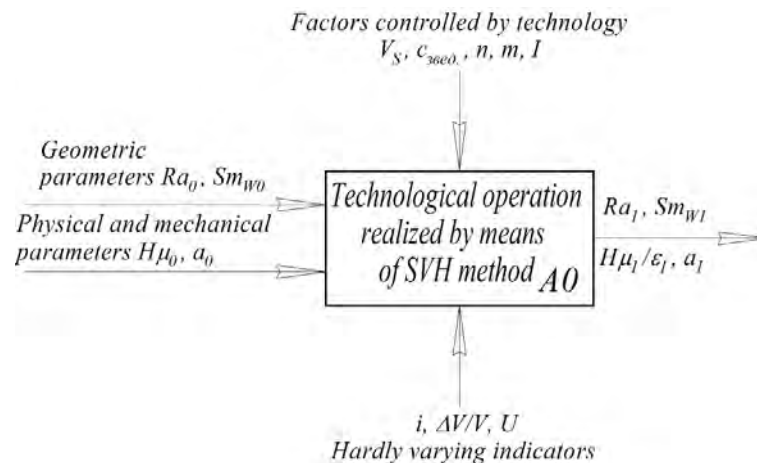 Factors controlled by technology
V_S, c_зоед., n, m, I
Geometric
parameters Ra_0, Sm_W0
Physical and mechanical
parameters Hμ_0, a_0
Technological operation
realized by means
of SVH method A0
Ra_1, Sm_W1
Hμ_1/ε_1, a_1
i, ΔV/V, U
Hardly varying indicators